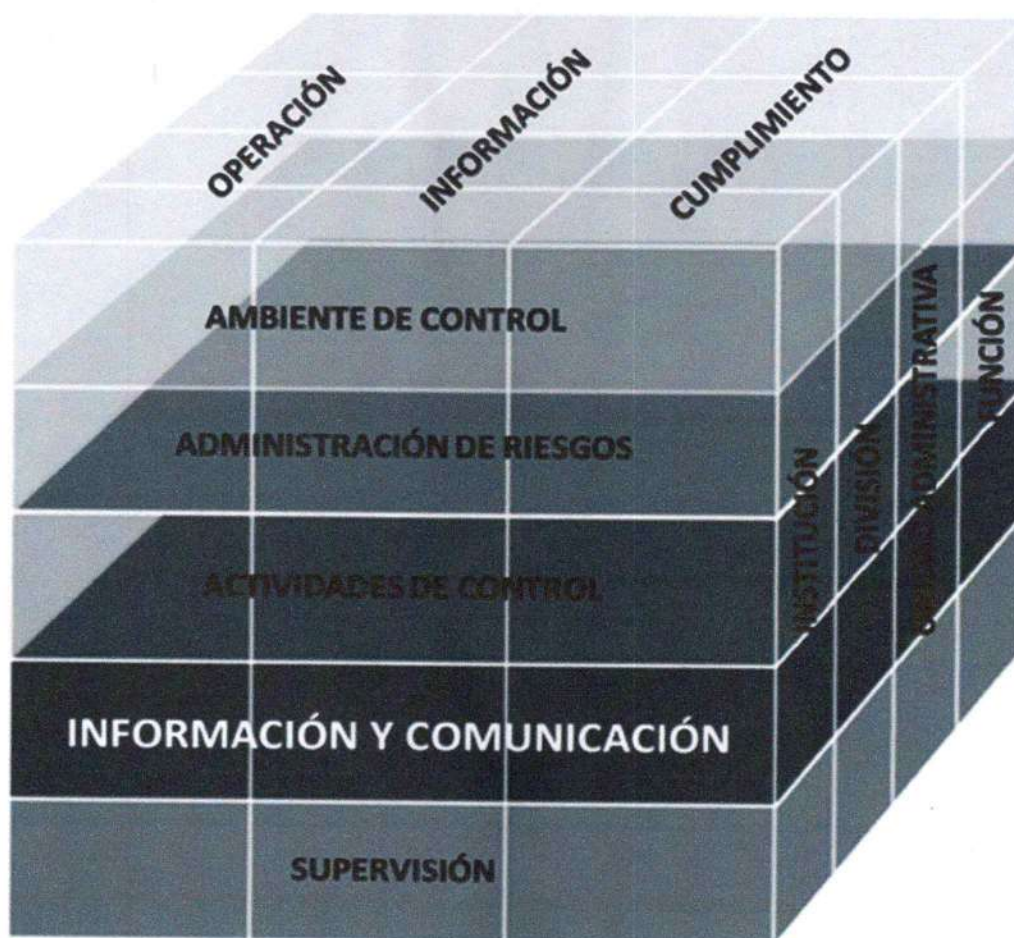 OPERACIÓN
INFORMACIÓN
CUMPLIMIENTO
AMBIENTE DE CONTROL
ADMINISTRACIÓN DE RIESGOS
ACTIVIDADES DE CONTROL
INFORMACIÓN Y COMUNICACIÓN
SUPERVISIÓN
INSTITUCIÓN
DIVISIÓN
ADMINISTRATIVA
FUNCIÓN